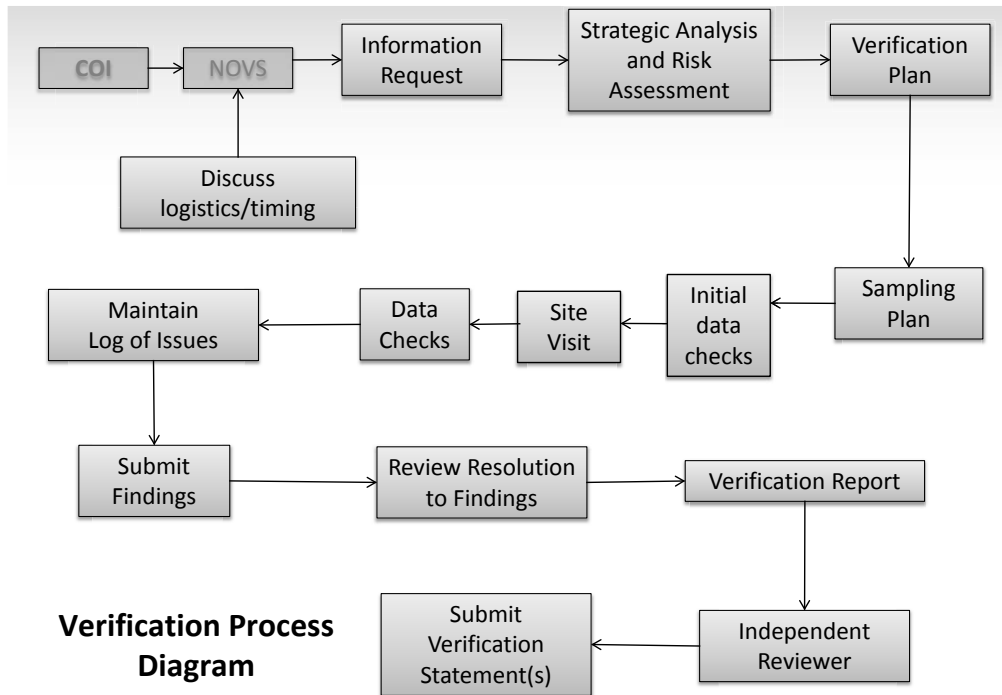 COI
NOVS
Information
Request
Strategic Analysis
and Risk
Assessment
Verification
Plan
Discuss
logistics/timing
Sampling
Plan
Initial
data
checks
Site
Visit
Data
Checks
Maintain
Log of Issues
Submit
Findings
Review Resolution
to Findings
Verification Report
Independent
Reviewer
Submit
Verification
Statement(s)
Verification Process
Diagram